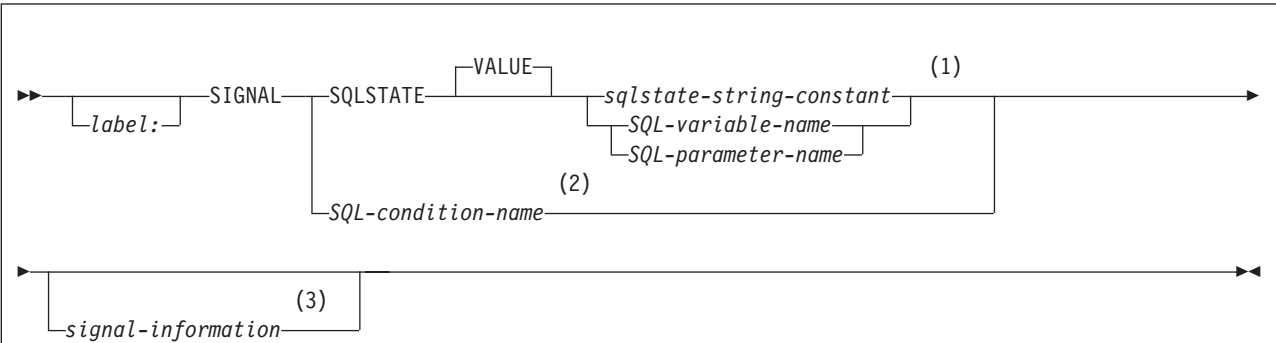 VALUE
(1)
SIGNAL SQLSTATE sqlstate-string-constant
label: SQL-variable-name
SQL-parameter-name
(2)
SQL-condition-name
(3)
signal-information